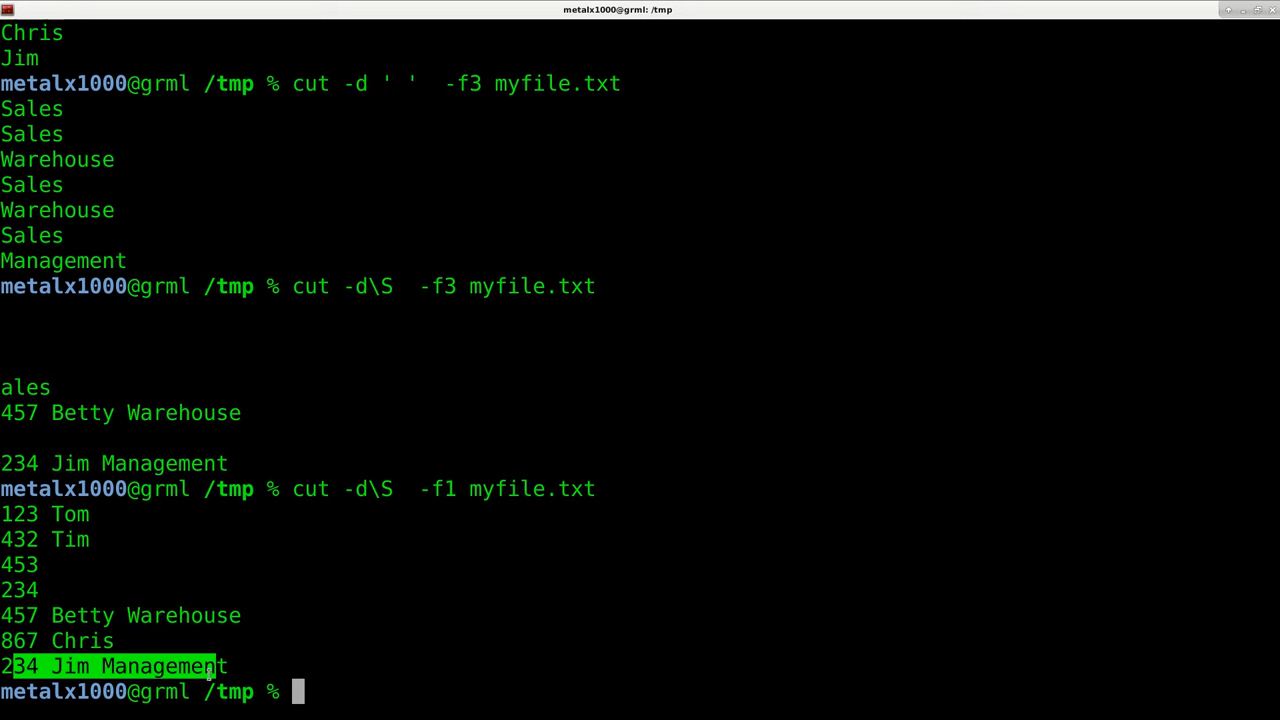 metalx1000@grml: /tmp
Chris
Jim
metalx1000@grml /tmp % cut -d ' '  -f3 myfile.txt
Sales
Sales
Warehouse
Sales
Warehouse
Sales
Management
metalx1000@grml /tmp % cut -d\S  -f3 myfile.txt
ales
457 Betty Warehouse
234 Jim Management
metalx1000@grml /tmp % cut -d\S  -f1 myfile.txt
123 Tom
432 Tim
453
234
457 Betty Warehouse
867 Chris
234 Jim Management
metalx1000@grml /tmp %